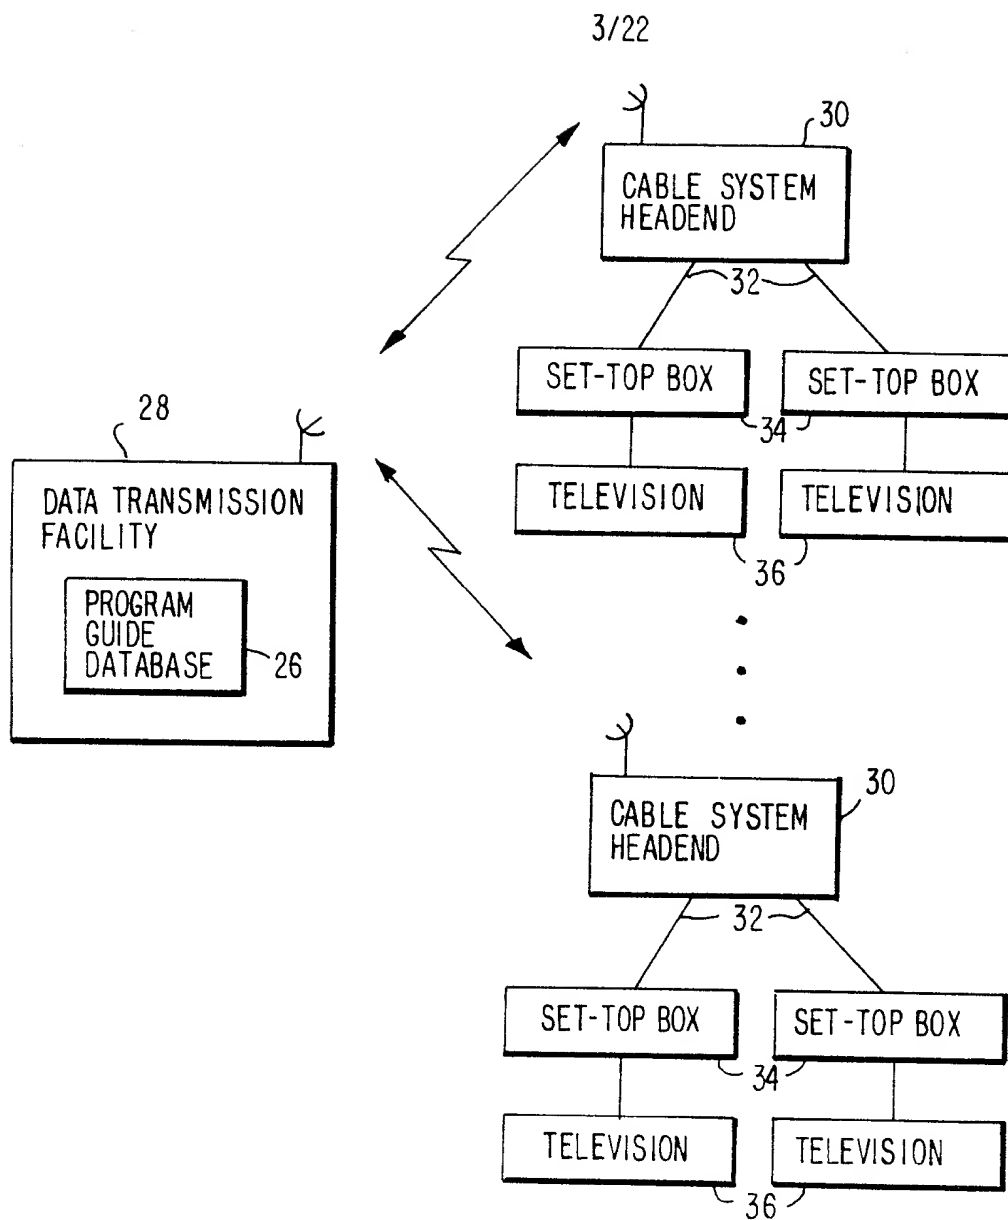 3/22
30
CABLE SYSTEM
HEADEND
32
SET-TOP BOX
SET-TOP BOX
34
TELEVISION
TELEVISION
36
28
DATA TRANSMISSION
FACILITY
PROGRAM
GUIDE
DATABASE
26
30
CABLE SYSTEM
HEADEND
32
SET-TOP BOX
SET-TOP BOX
34
TELEVISION
TELEVISION
36